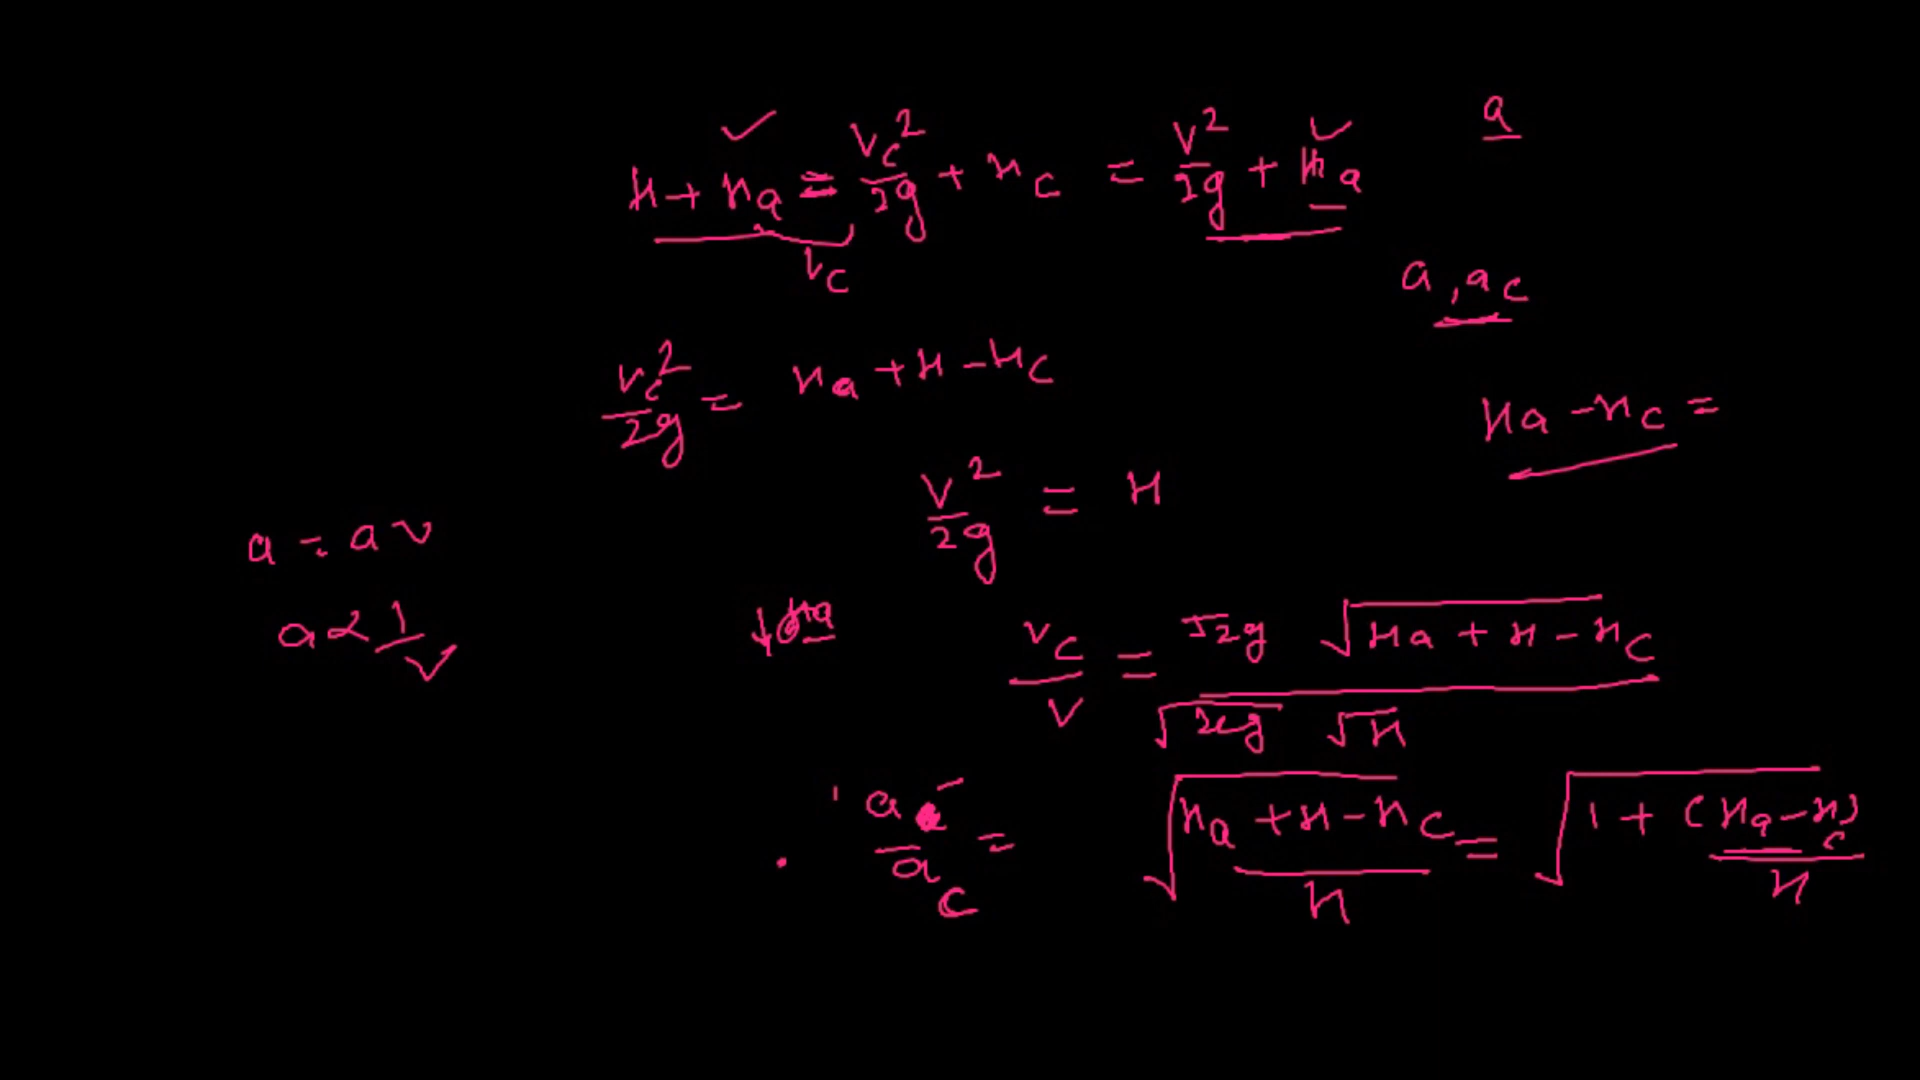 a
H + Ha = Vc²/2g + Hc = V²/2g + Ha
Vc
a, ac
Vc²/2g = Ha + H - Hc
Ha - Hc =
V²/2g = H
a = av
a ∝ 1/v
↓ Ha
Vc/V = √2g √(Ha + H - Hc) / √2g √H
a/ac = √((Ha + H - Hc)/H) = √(1 + (Ha - Hc)/H)